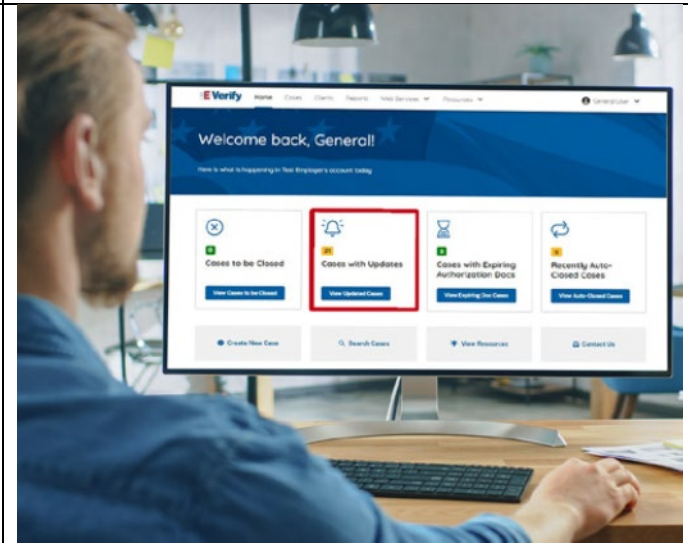 E-Verify Home Cases Clients Reports Web Services Resources General User
Welcome back, General!
Here is what is happening in Test Employer's account today
Cases to be Closed
View Cases to be Closed
21
Cases with Updates
View Updated Cases
Cases with Expiring
Authorization Docs
View Expiring Doc Cases
Recently Auto-
Closed Cases
View Auto-Closed Cases
Create New Case
Search Cases
View Resources
Contact Us